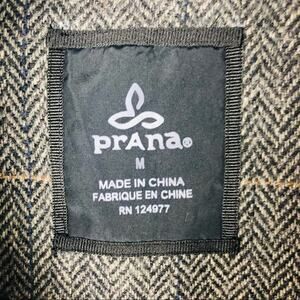 prAna®
M
MADE IN CHINA
FABRIQUE EN CHINE
RN 124977